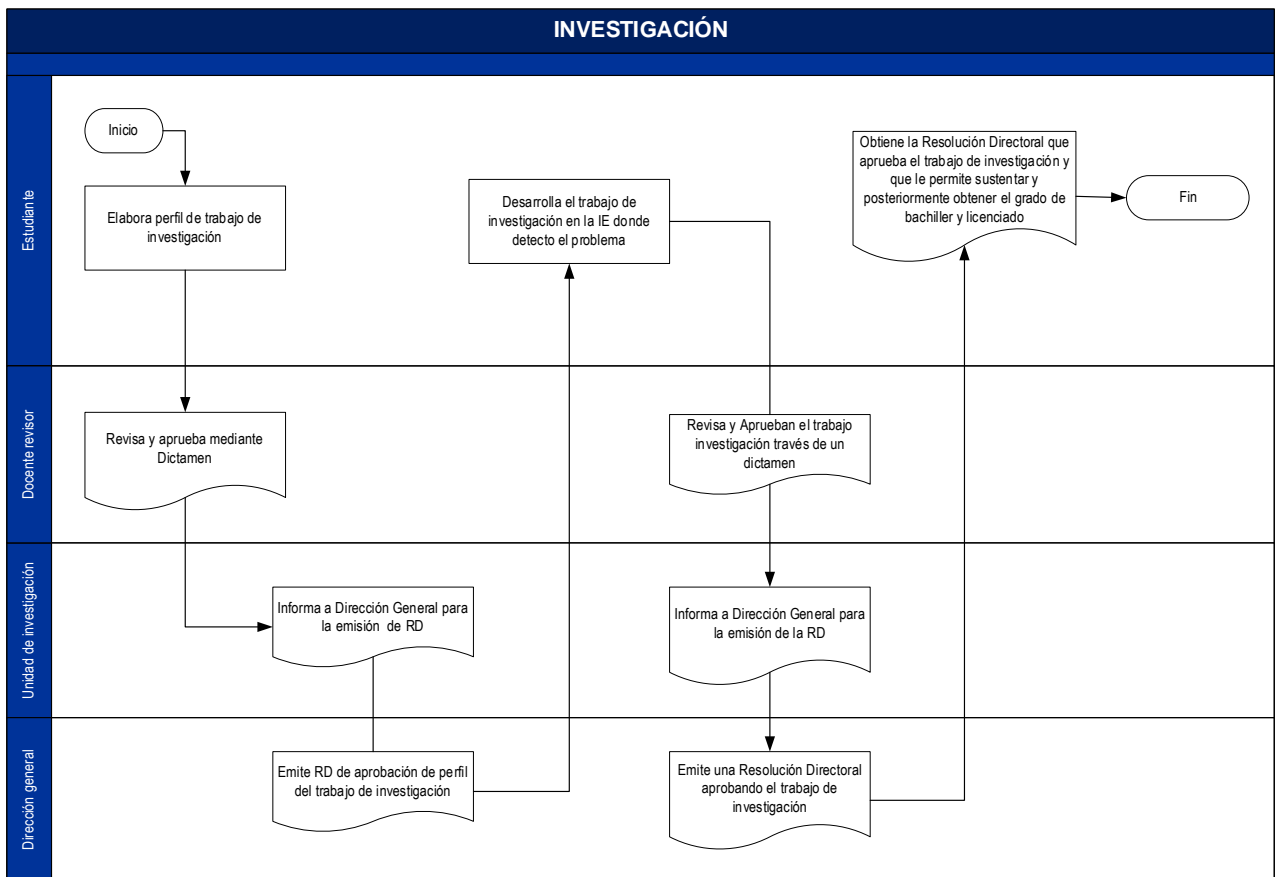 INVESTIGACIÓN
Estudiante
Inicio
Elabora perfil de trabajo de
investigación
Desarrolla el trabajo de
investigación en la IE donde
detecto el problema
Obtiene la Resolución Directoral que
aprueba el trabajo de investigación y
que le permite sustentar y
posteriormente obtener el grado de
bachiller y licenciado
Fin
Docente revisor
Revisa y aprueba mediante
Dictamen
Revisa y Aprueban el trabajo
investigación través de un
dictamen
Unidad de investigación
Informa a Dirección General para
la emisión de RD
Informa a Dirección General para
la emisión de la RD
Dirección general
Emite RD de aprobación de perfil
del trabajo de investigación
Emite una Resolución Directoral
aprobando el trabajo de
investigación